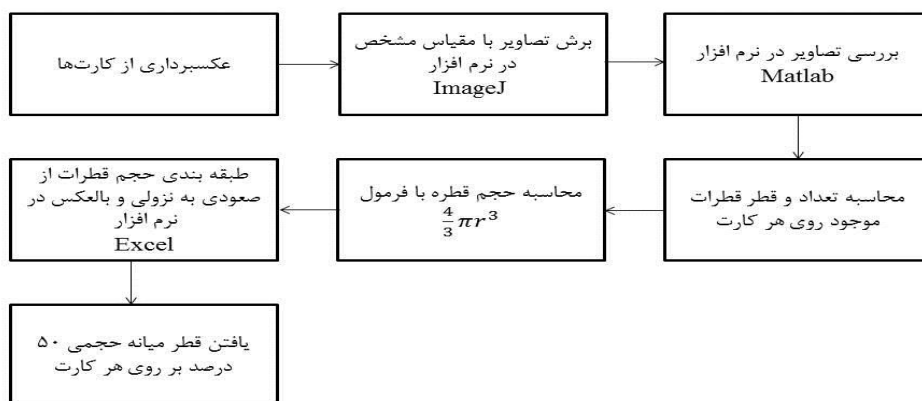 عکسبرداری از کارت‌ها
برش تصاویر با مقیاس مشخص
در نرم افزار
ImageJ
بررسی تصاویر در نرم افزار
Matlab
محاسبه تعداد و قطر قطرات
موجود روی هر کارت
محاسبه حجم قطره با فرمول
$\frac{4}{3}\pi r^3$
طبقه بندی حجم قطرات از
صعودی به نزولی و بالعکس در
نرم افزار
Excel
یافتن قطر میانه حجمی ۵۰
درصد بر روی هر کارت